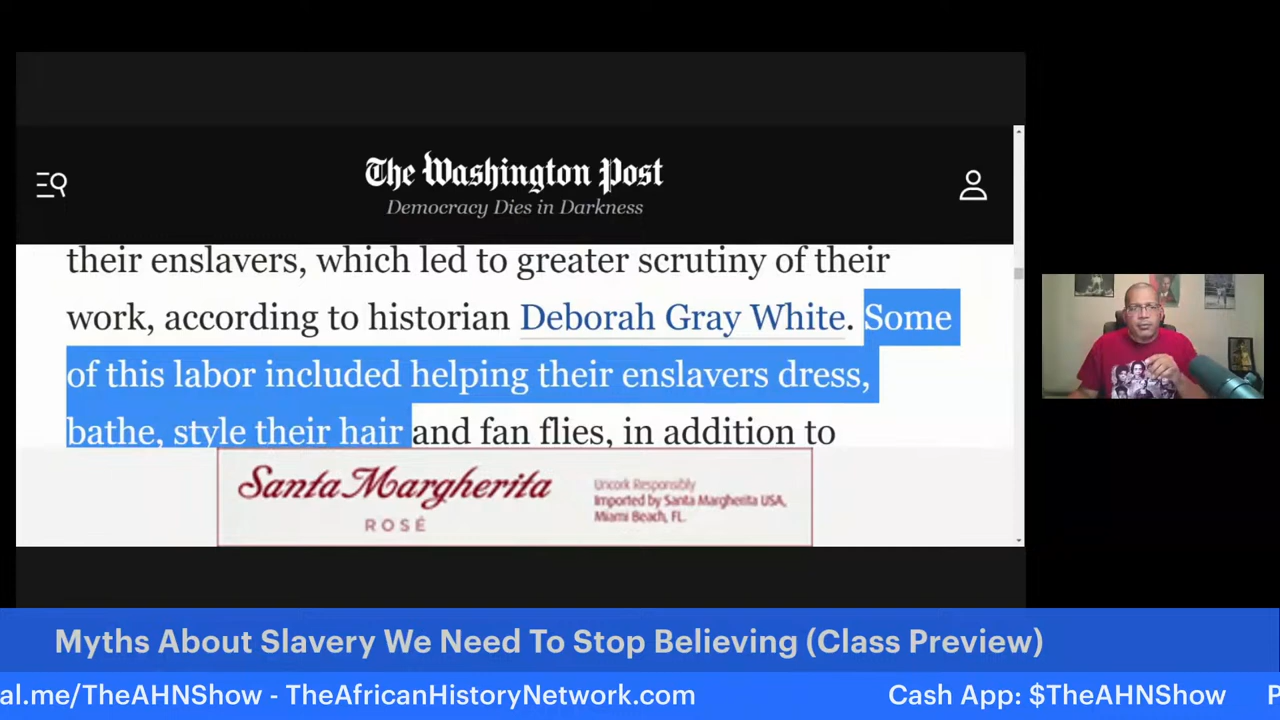 The Washington Post
Democracy Dies in Darkness
their enslavers, which led to greater scrutiny of their
work, according to historian Deborah Gray White. Some
of this labor included helping their enslavers dress,
bathe, style their hair and fan flies, in addition to
Santa Margherita
ROSÉ
Uncork Responsibly
Imported by Santa Margherita USA,
Miami Beach, FL.
Myths About Slavery We Need To Stop Believing (Class Preview)
al.me/TheAHNShow - TheAfricanHistoryNetwork.com Cash App: $TheAHNShow P